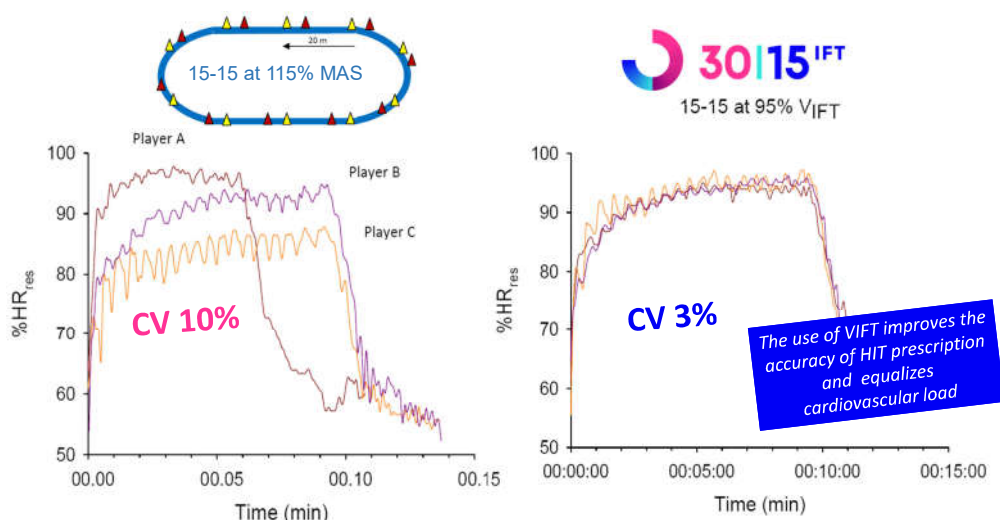 20 m
15-15 at 115% MAS
30|15 IFT
15-15 at 95% VIFT
Player A
Player B
Player C
%HRres
100
90
80
70
60
50
CV 10%
00.00
00.05
00.10
00.15
Time (min)
%HRres
100
90
80
70
60
50
CV 3%
The use of VIFT improves the
accuracy of HIT prescription
and equalizes
cardiovascular load
00:00:00
00:05:00
00:10:00
00:15:00
Time (min)